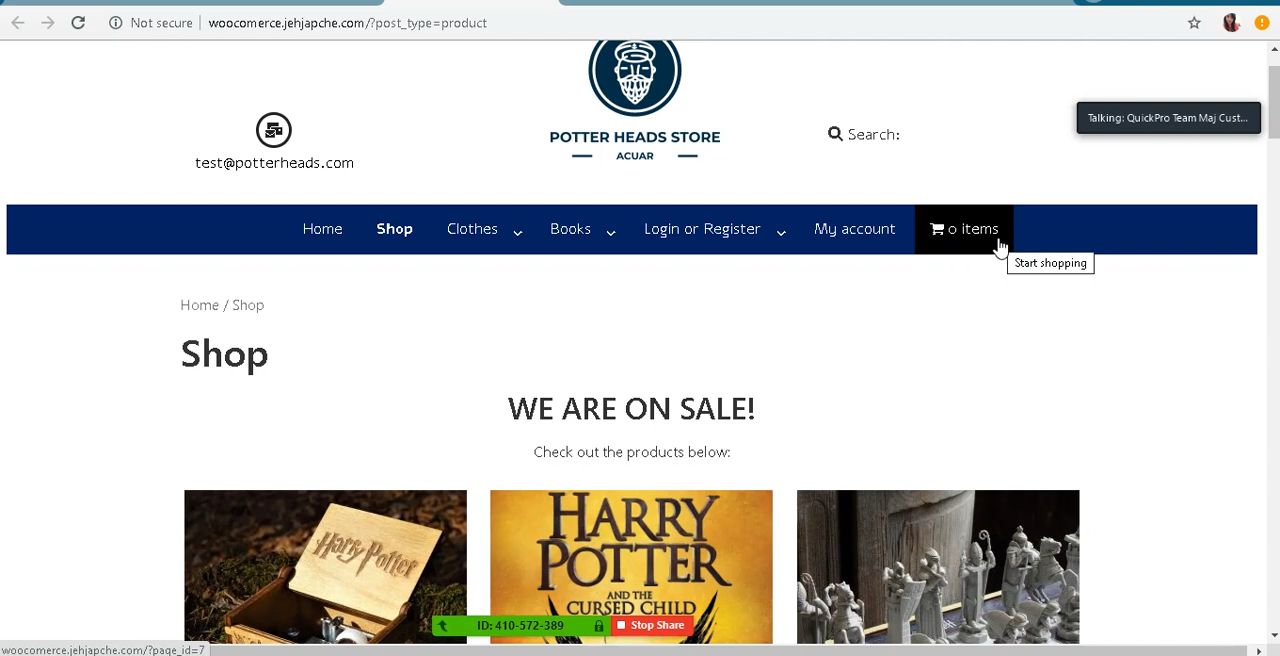 Not secure | woocomerce.jehjapche.com/?post_type=product
POTTER HEADS STORE
ACUAR
test@potterheads.com
Search:
Talking: QuickPro Team Maj Cust...
Home Shop Clothes Books Login or Register My account 0 items
Start shopping
Home / Shop
Shop
WE ARE ON SALE!
Check out the products below:
Harry Potter
HARRY
POTTER
AND THE
CURSED CHILD
ID: 410-572-389 Stop Share
woocomerce.jehjapche.com/?page_id=7